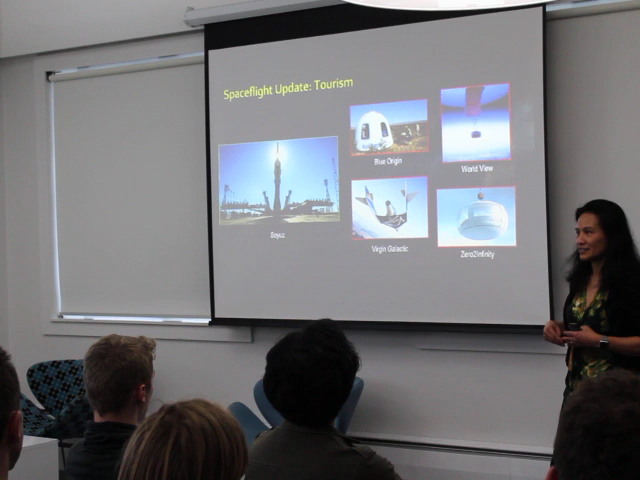 Spaceflight Update: Tourism
Blue Origin
World View
Soyuz
Virgin Galactic
Zero2infinity